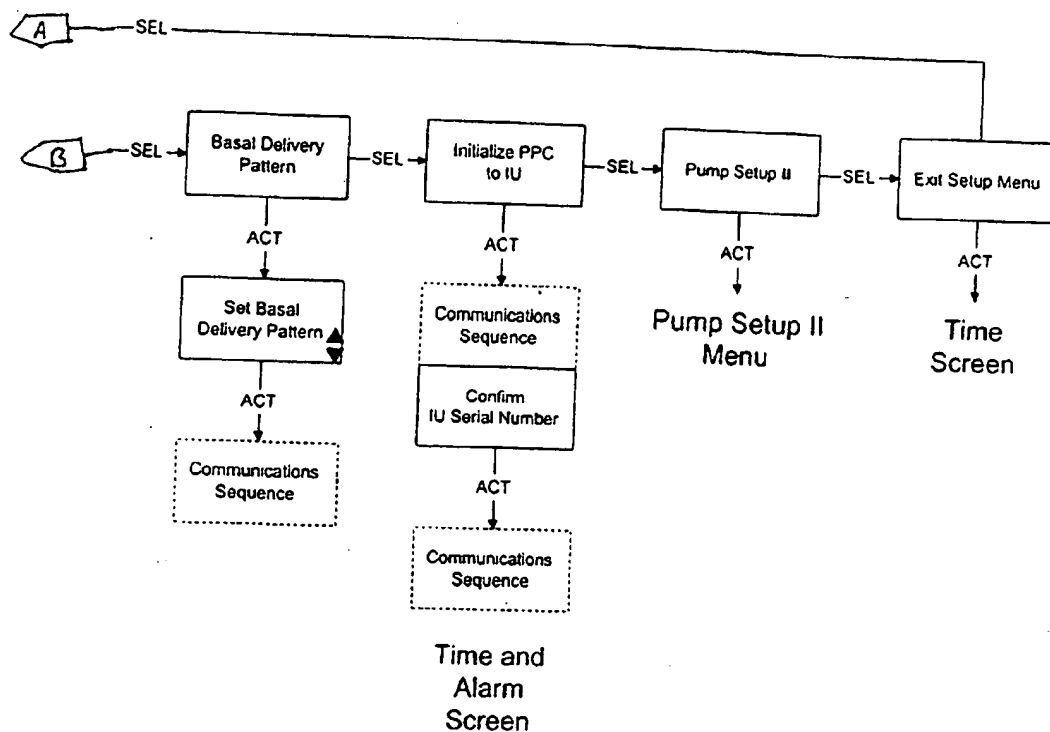 A
SEL
B
SEL
Basal Delivery
Pattern
SEL
Initialize PPC
to IU
SEL
Pump Setup II
SEL
Exit Setup Menu
ACT
ACT
ACT
ACT
Set Basal
Delivery Pattern
Communications
Sequence
Pump Setup II
Menu
Time
Screen
ACT
Confirm
IU Serial Number
Communications
Sequence
ACT
Communications
Sequence
Time and
Alarm
Screen